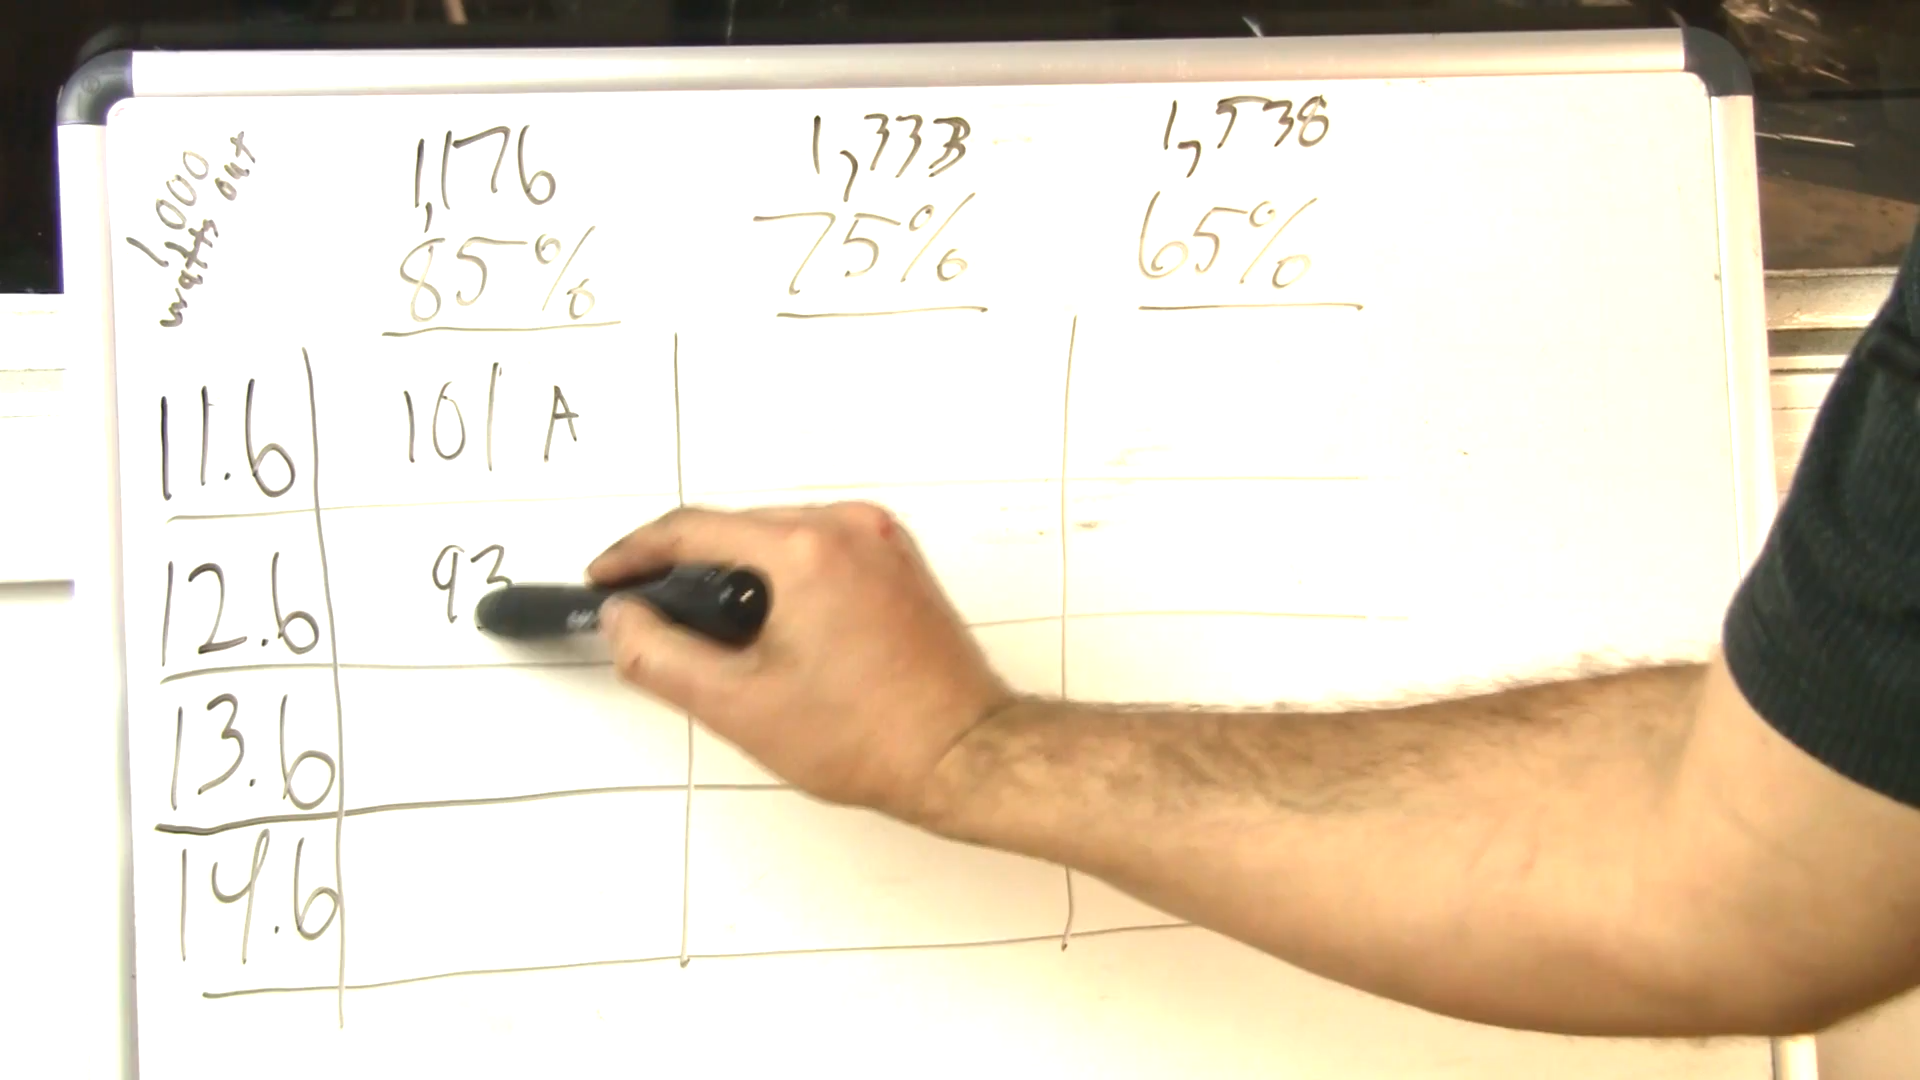 1,000
watts out
1,176 1,333 1,538
85% 75% 65%
11.6 101 A
12.6 93
13.6
14.6